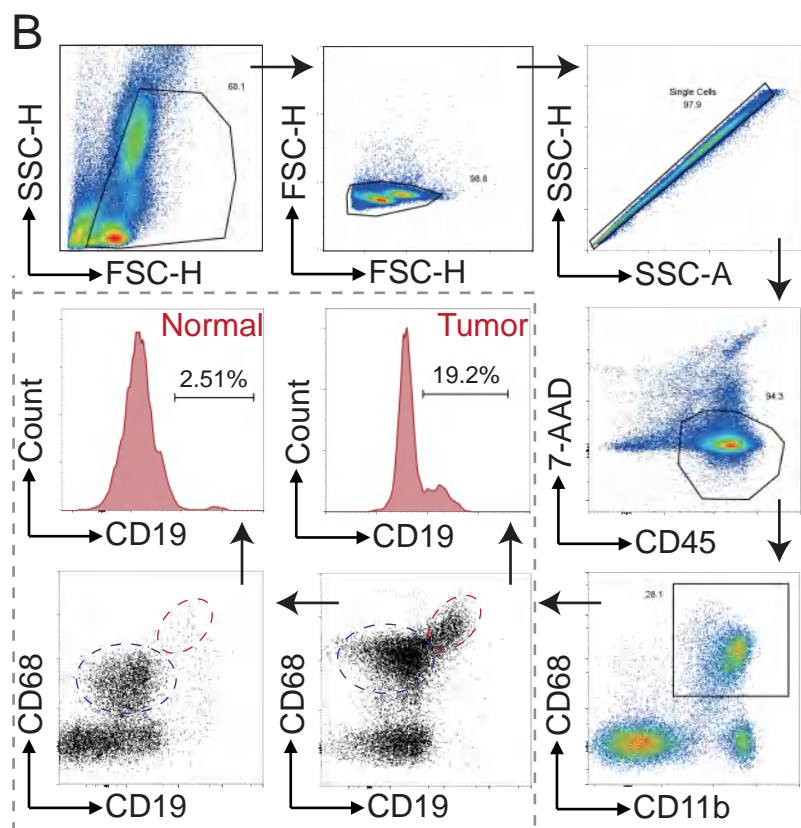 B
SSC-H
68.1
FSC-H
FSC-H
98.8
FSC-H
SSC-H
Single Cells
97.9
SSC-A
Count
Normal
2.51%
CD19
Count
Tumor
19.2%
CD19
7-AAD
94.3
CD45
CD68
CD19
CD68
CD19
CD68
28.1
CD11b